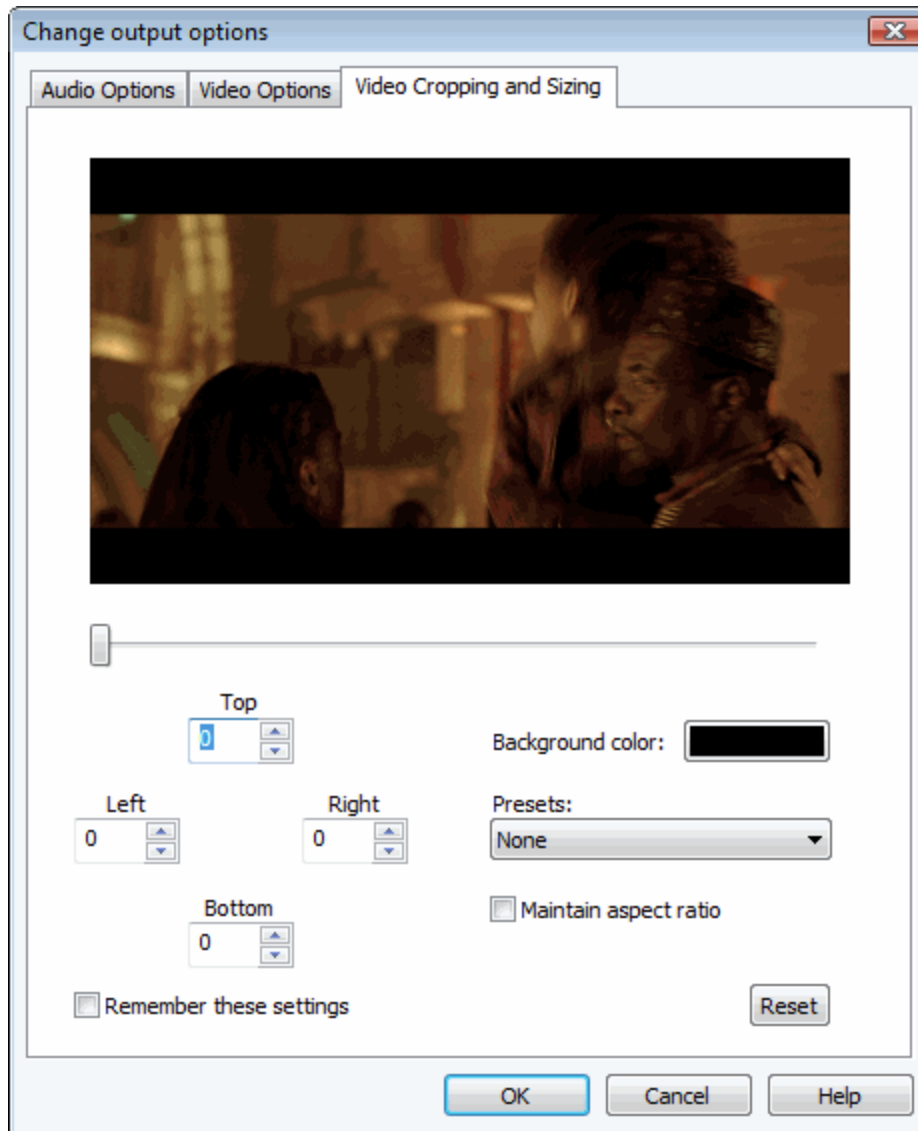 Change output options
Audio Options Video Options Video Cropping and Sizing
Top
0
Background color:
Left Right Presets:
0 0 None
Bottom Maintain aspect ratio
0
Remember these settings Reset
OK Cancel Help